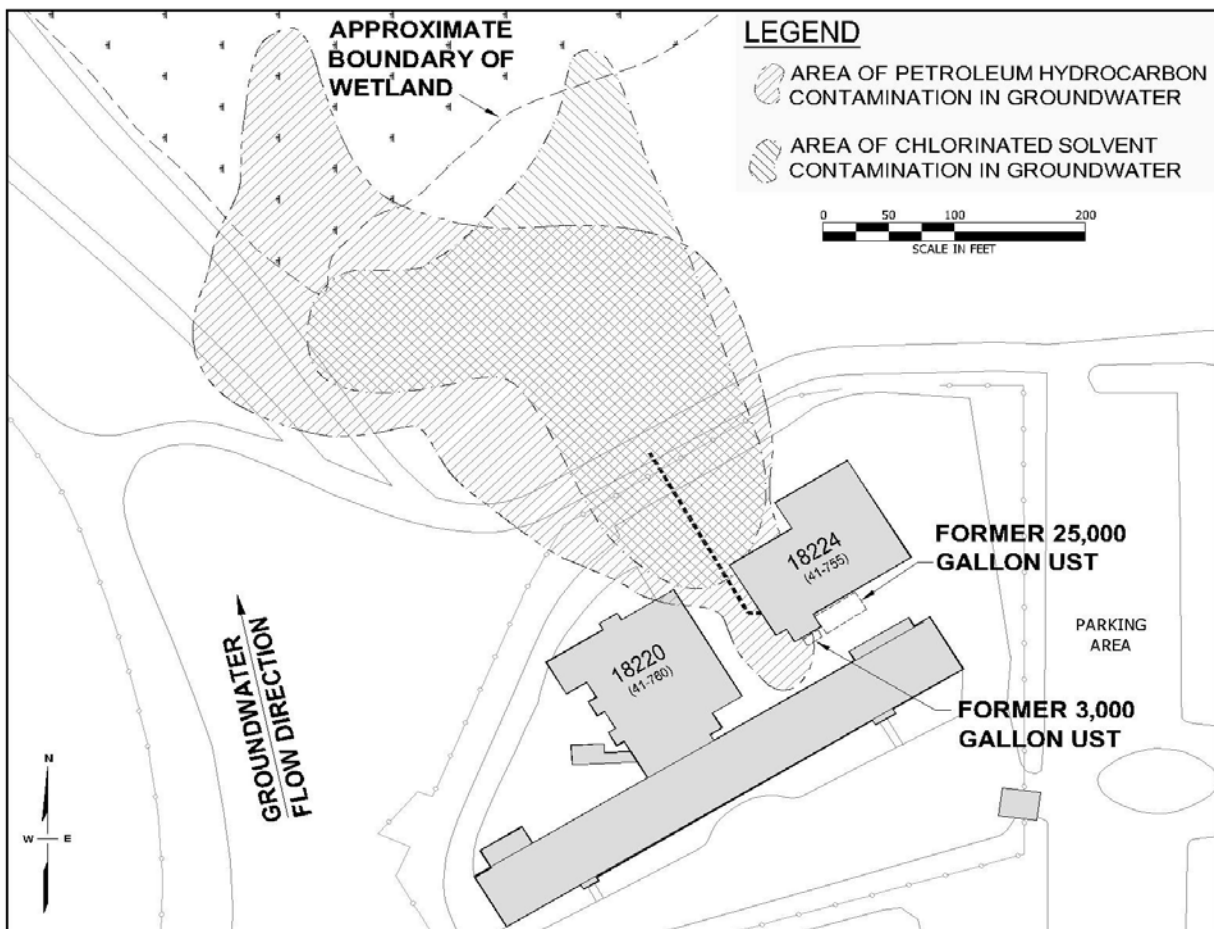 APPROXIMATE
BOUNDARY OF
WETLAND
LEGEND
AREA OF PETROLEUM HYDROCARBON
CONTAMINATION IN GROUNDWATER
AREA OF CHLORINATED SOLVENT
CONTAMINATION IN GROUNDWATER
0 50 100 200
SCALE IN FEET
18224
(41-755)
FORMER 25,000
GALLON UST
PARKING
AREA
18220
(41-760)
FORMER 3,000
GALLON UST
GROUNDWATER
FLOW DIRECTION
N
W E